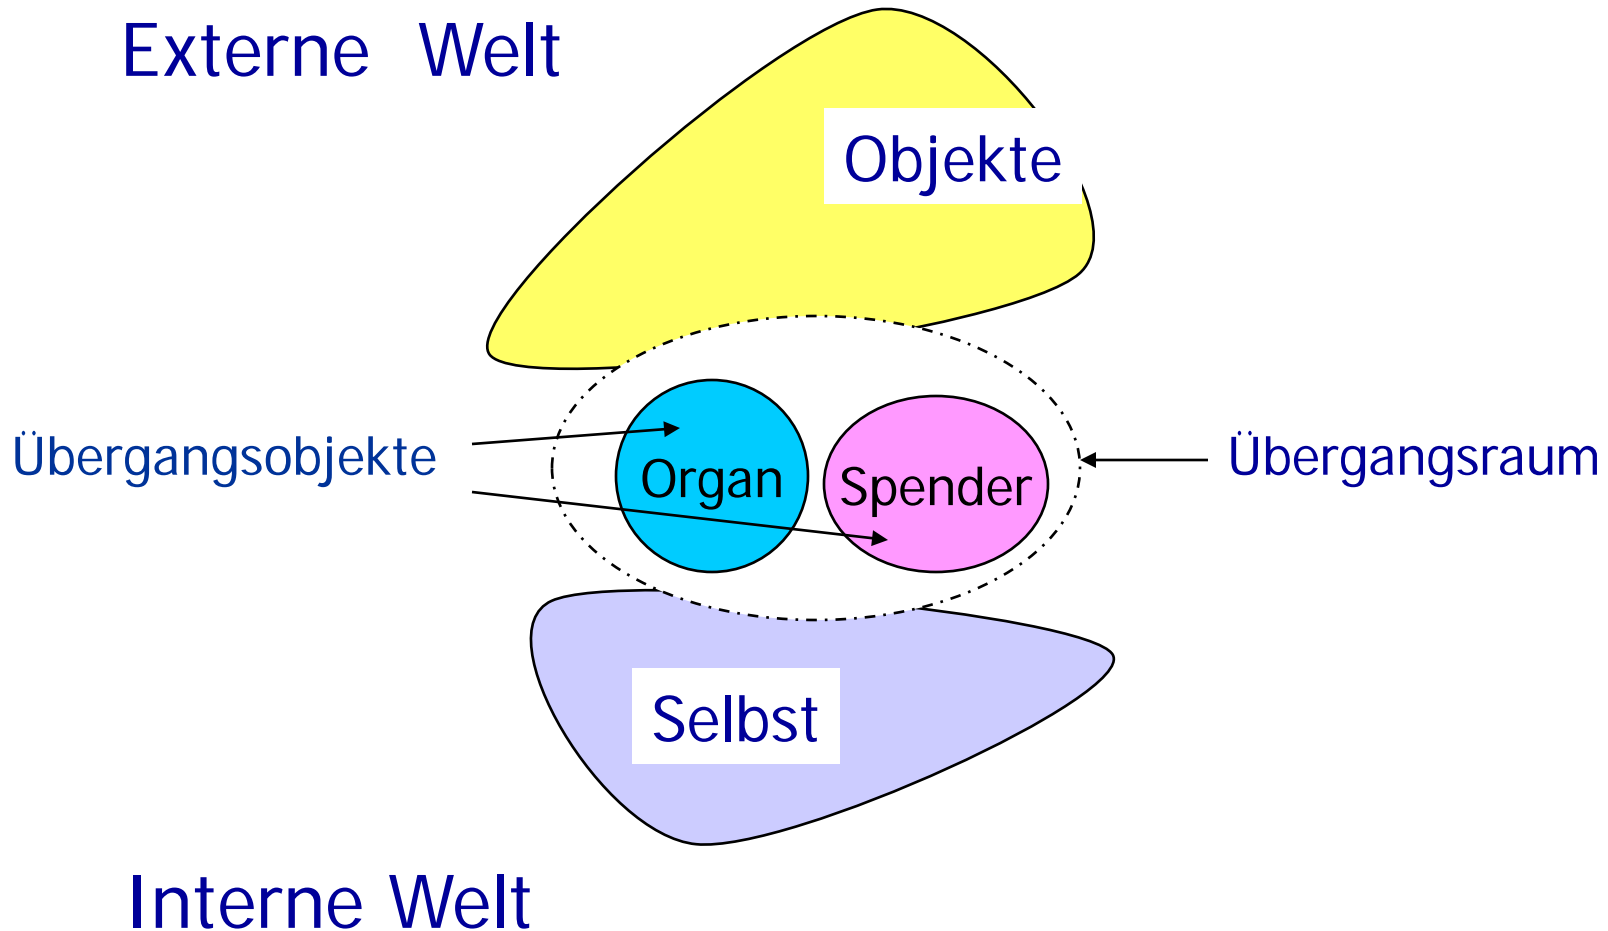 Externe Welt
Objekte
Übergangsobjekte
Organ
Spender
Übergangsraum
Selbst
Interne Welt